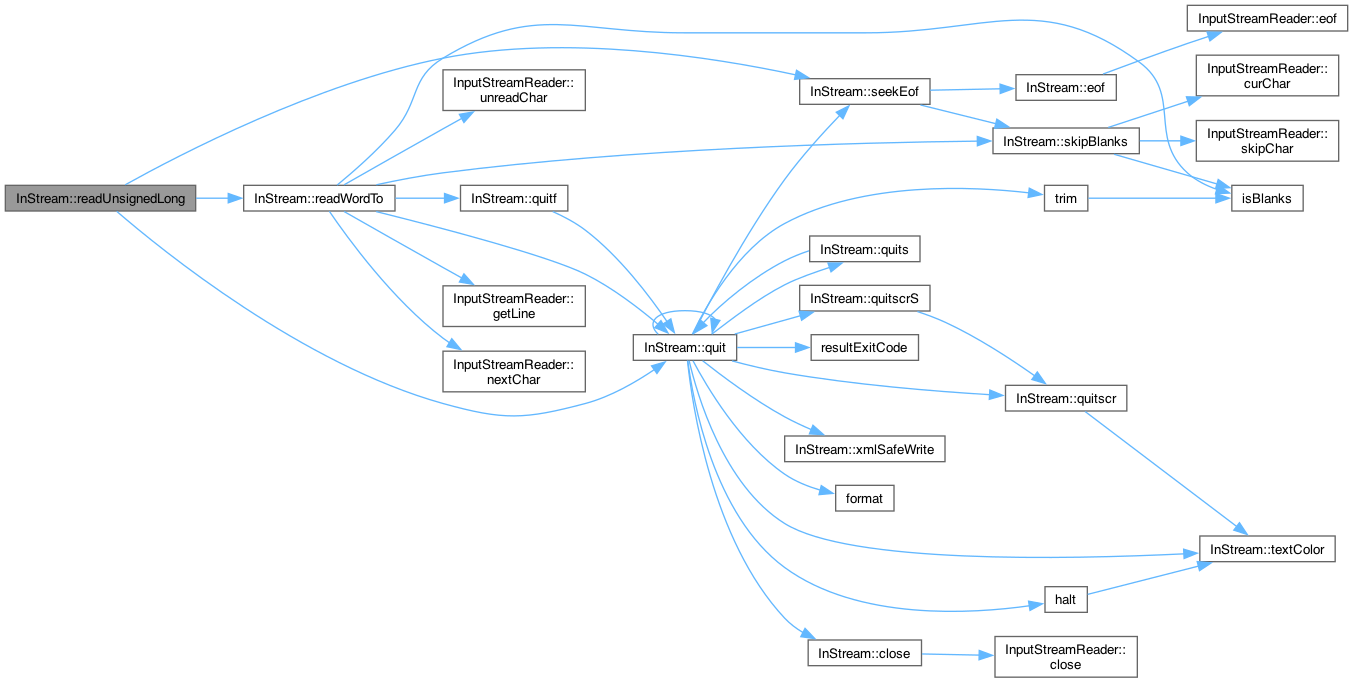 InputStreamReader::eof
InputStreamReader::
unreadChar
InStream::seekEof
InStream::eof
InputStreamReader::
curChar
InStream::skipBlanks
InputStreamReader::
skipChar
InStream::readUnsignedLong
InStream::readWordTo
InStream::quitf
trim
isBlanks
InStream::quits
InputStreamReader::
getLine
InStream::quitscrS
InStream::quit
resultExitCode
InputStreamReader::
nextChar
InStream::quitscr
InStream::xmlSafeWrite
format
InStream::textColor
halt
InStream::close
InputStreamReader::
close